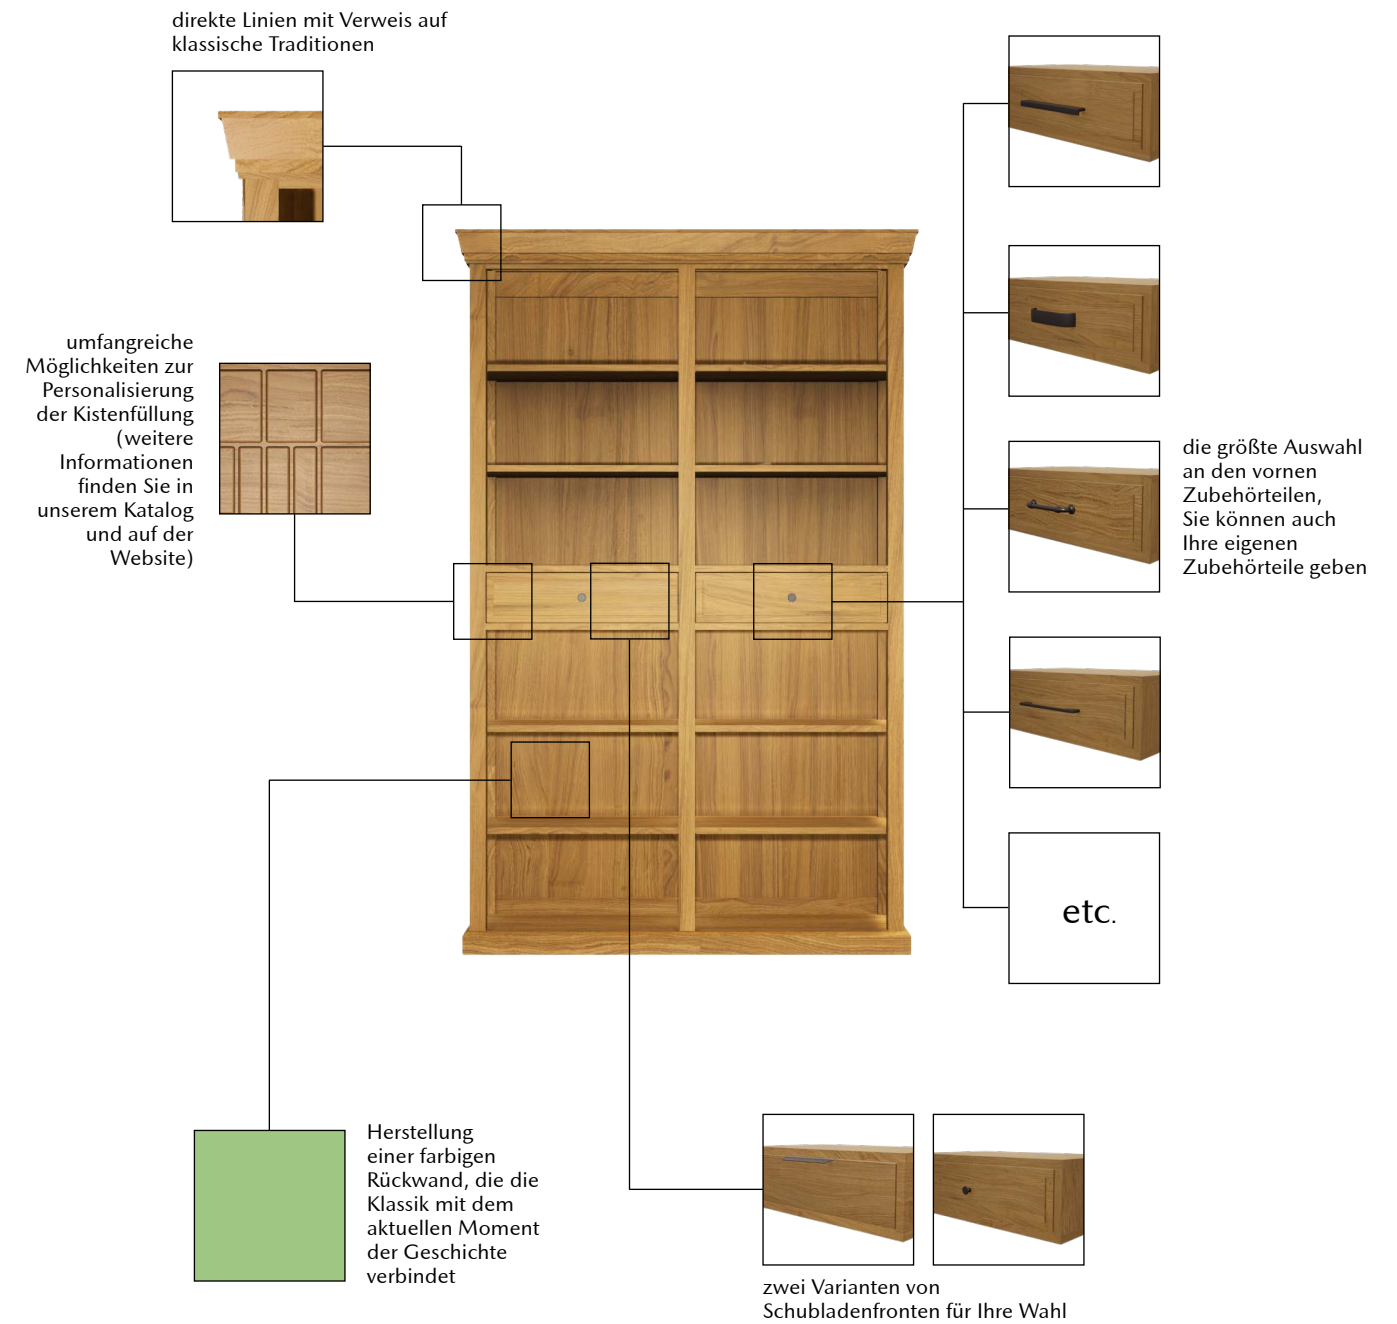 direkte Linien mit Verweis auf
klassische Traditionen
umfangreiche
Möglichkeiten zur
Personalisierung
der Kistenfüllung
(weitere
Informationen
finden Sie in
unserem Katalog
und auf der
Website)
die größte Auswahl
an den vornen
Zubehörteilen,
Sie können auch
Ihre eigenen
Zubehörteile geben
etc.
Herstellung
einer farbigen
Rückwand, die die
Klassik mit dem
aktuellen Moment
der Geschichte
verbindet
zwei Varianten von
Schubladenfronten für Ihre Wahl